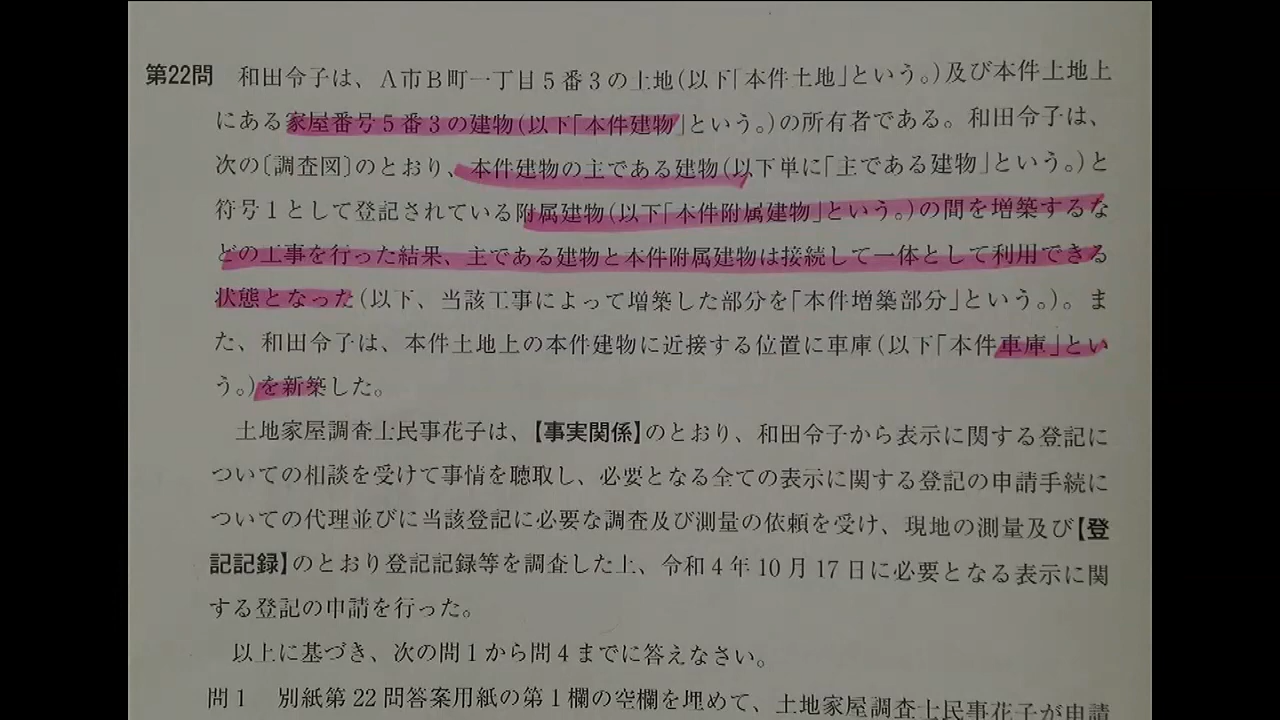 第22問 和田令子は、A市B町一丁目5番3の土地(以下「本件土地」という。)及び本件土地上
にある家屋番号5番3の建物(以下「本件建物」という。)の所有者である。和田令子は、
次の〔調査図〕のとおり、本件建物の主である建物(以下単に「主である建物」という。)と
符号1として登記されている附属建物(以下「本件附属建物」という。)の間を増築するな
どの工事を行った結果、主である建物と本件附属建物は接続して一体として利用できる
状態となった(以下、当該工事によって増築した部分を「本件増築部分」という。)。ま
た、和田令子は、本件土地上の本件建物に近接する位置に車庫(以下「本件車庫」とい
う。)を新築した。
土地家屋調査士民事花子は、【事実関係】のとおり、和田令子から表示に関する登記に
ついての相談を受けて事情を聴取し、必要となる全ての表示に関する登記の申請手続に
ついての代理並びに当該登記に必要な調査及び測量の依頼を受け、現地の測量及び【登
記記録】のとおり登記記録等を調査した上、令和4年10月17日に必要となる表示に関
する登記の申請を行った。
以上に基づき、次の問1から問4までに答えなさい。
問1 別紙第22問答案用紙の第1欄の空欄を埋めて、土地家屋調査士民事花子が申請